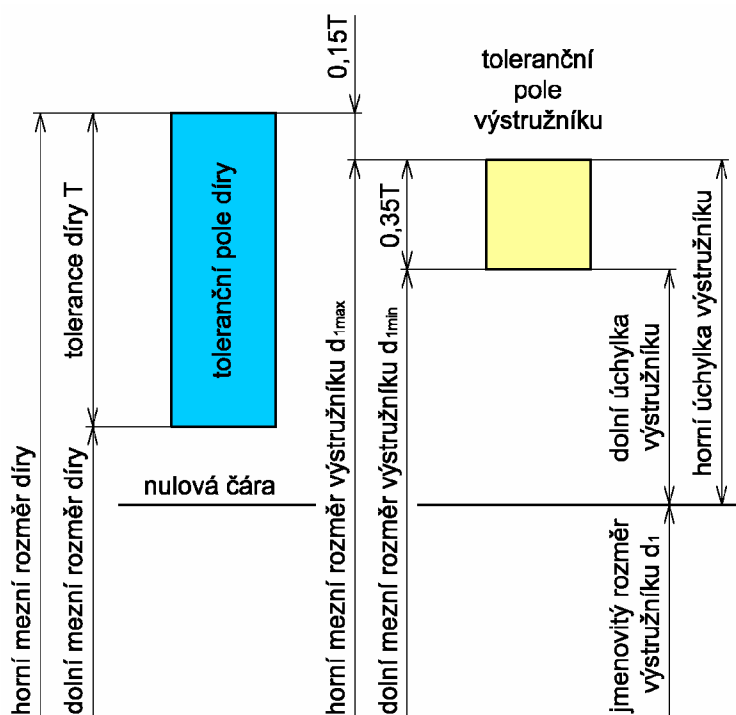 0,15T
toleranční
pole
výstružníku
horní mezní rozměr díry
tolerance díry T
dolní mezní rozměr díry
toleranční pole díry
nulová čára
horní mezní rozměr výstružníku d1max
0,35T
dolní mezní rozměr výstružníku d1min
dolní úchylka
výstružníku
horní úchylka výstružníku
jmenovitý rozměr
výstružníku d1